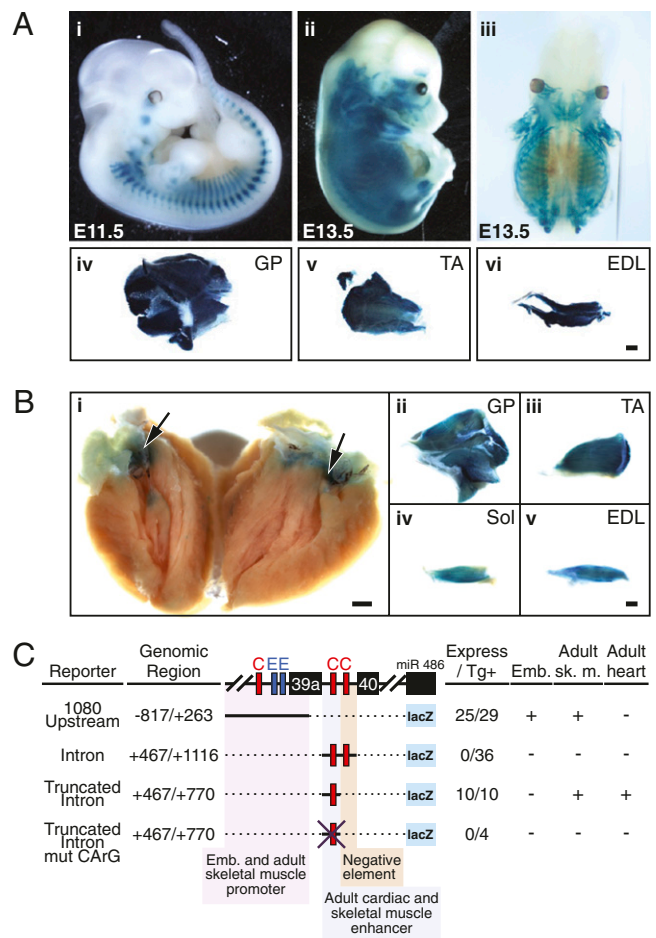 A
i
ii
iii
E11.5
E13.5
E13.5
iv GP
v TA
vi EDL
B
i
ii GP
iii TA
iv Sol
v EDL
C
Reporter
Genomic Region
C EE 39a CC 40 miR 486
Express / Tg+
Emb.
Adult sk. m.
Adult heart
1080 Upstream -817/+263 lacZ 25/29 + + -
Intron +467/+1116 lacZ 0/36 - - -
Truncated Intron +467/+770 lacZ 10/10 - + +
Truncated Intron mut CArG +467/+770 lacZ 0/4 - - -
Emb. and adult
skeletal muscle
promoter
Negative
element
Adult cardiac and
skeletal muscle
enhancer